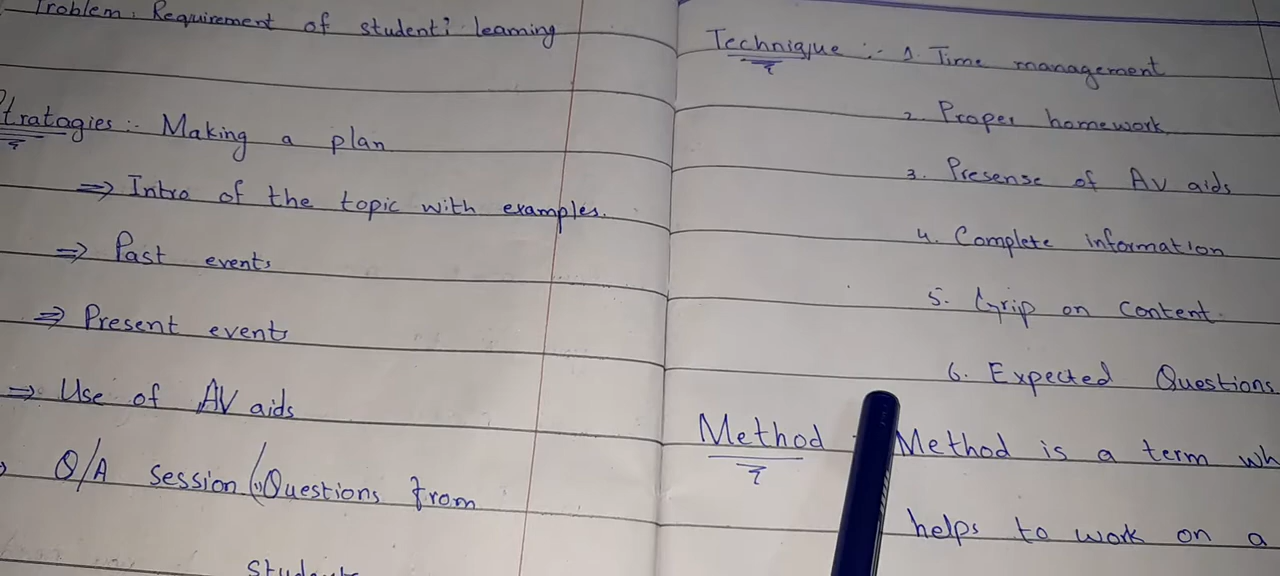 Problem: Requirement of student: learning
Stratagies :- Making a plan
⇒ Intro of the topic with examples.
⇒ Past events
⇒ Present events
⇒ Use of AV aids
Q/A session (Questions from
Students
Technique :- 1. Time management
2. Proper homework
3. Presense of AV aids
4. Complete information
5. Grip on content.
6. Expected Questions
Method Method is a term
helps to work on a